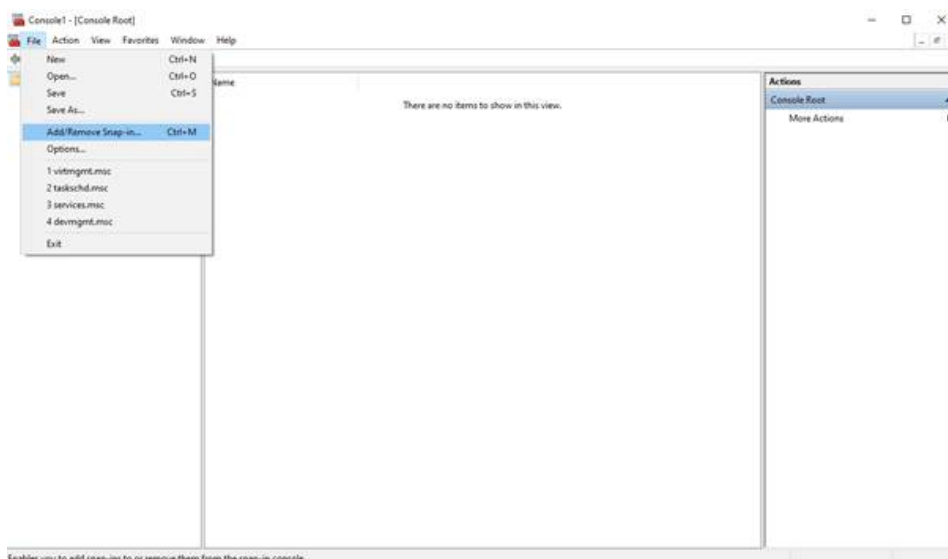 Console1 - [Console Root]
File Action View Favorites Window Help
New Ctrl+N
Open... Ctrl+O
Save Ctrl+S
Save As...
Add/Remove Snap-in... Ctrl+M
Options...
1 virtmgmt.msc
2 taskschd.msc
3 services.msc
4 devmgmt.msc
Exit
Name
There are no items to show in this view.
Actions
Console Root
More Actions
Enables you to add snap-ins to or remove them from the snap-in console.